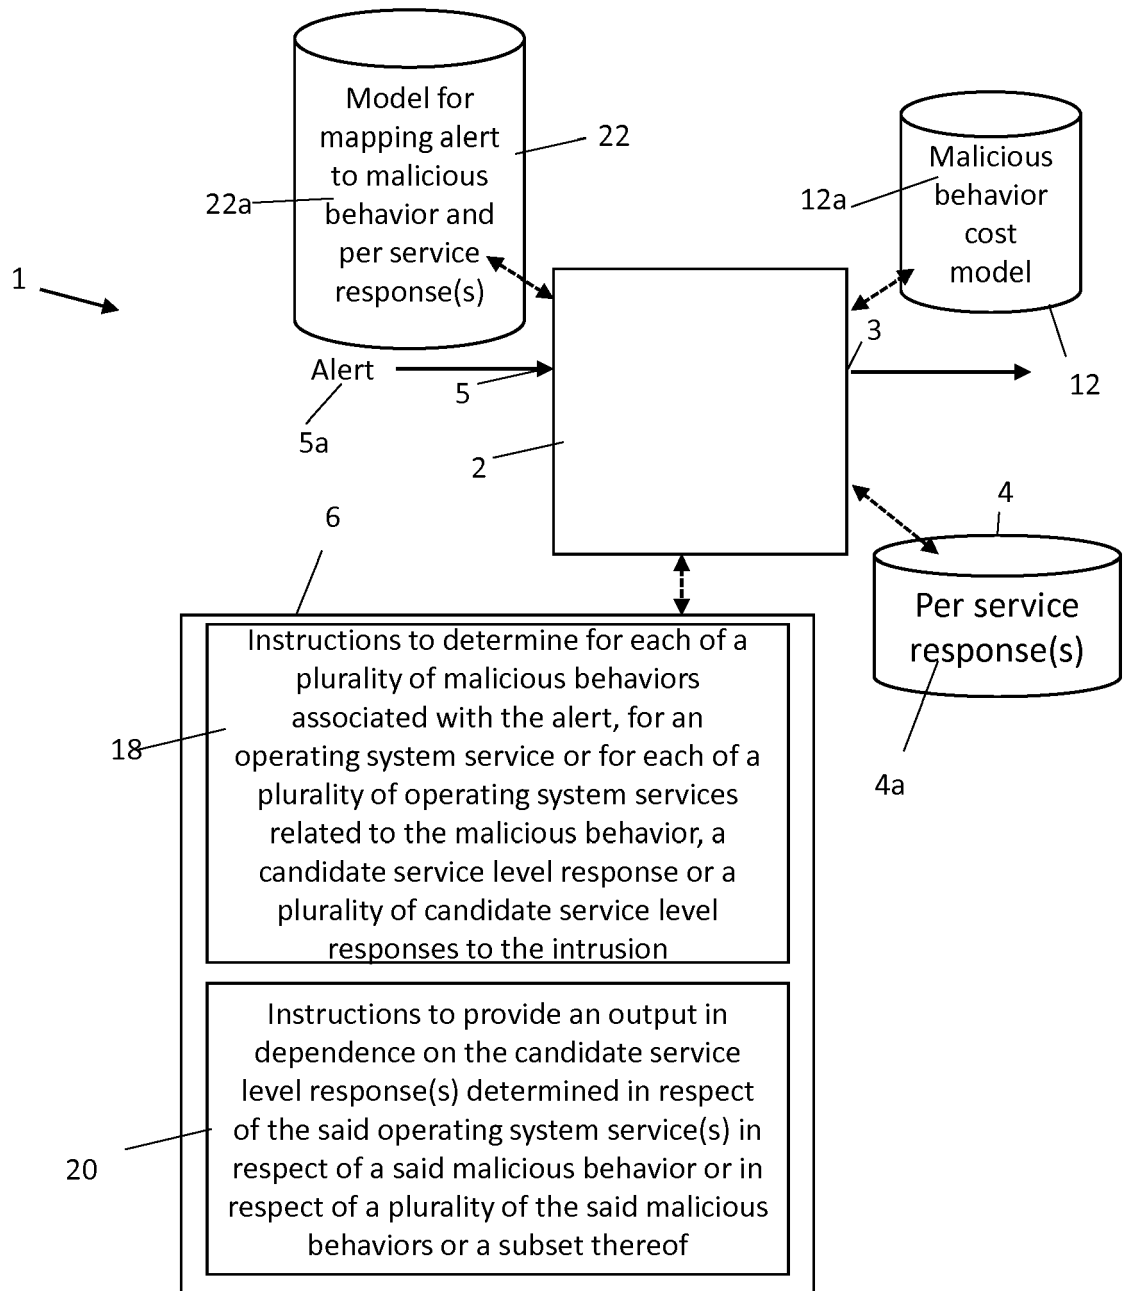 Model for
mapping alert
to malicious
behavior and
per service
response(s)
22
22a
Malicious
behavior
cost
model
12a
12
1
Alert
5
5a
3
2
4
Per service
response(s)
4a
6
Instructions to determine for each of a
plurality of malicious behaviors
associated with the alert, for an
operating system service or for each of a
plurality of operating system services
related to the malicious behavior, a
candidate service level response or a
plurality of candidate service level
responses to the intrusion
18
Instructions to provide an output in
dependence on the candidate service
level response(s) determined in respect
of the said operating system service(s) in
respect of a said malicious behavior or in
respect of a plurality of the said malicious
behaviors or a subset thereof
20